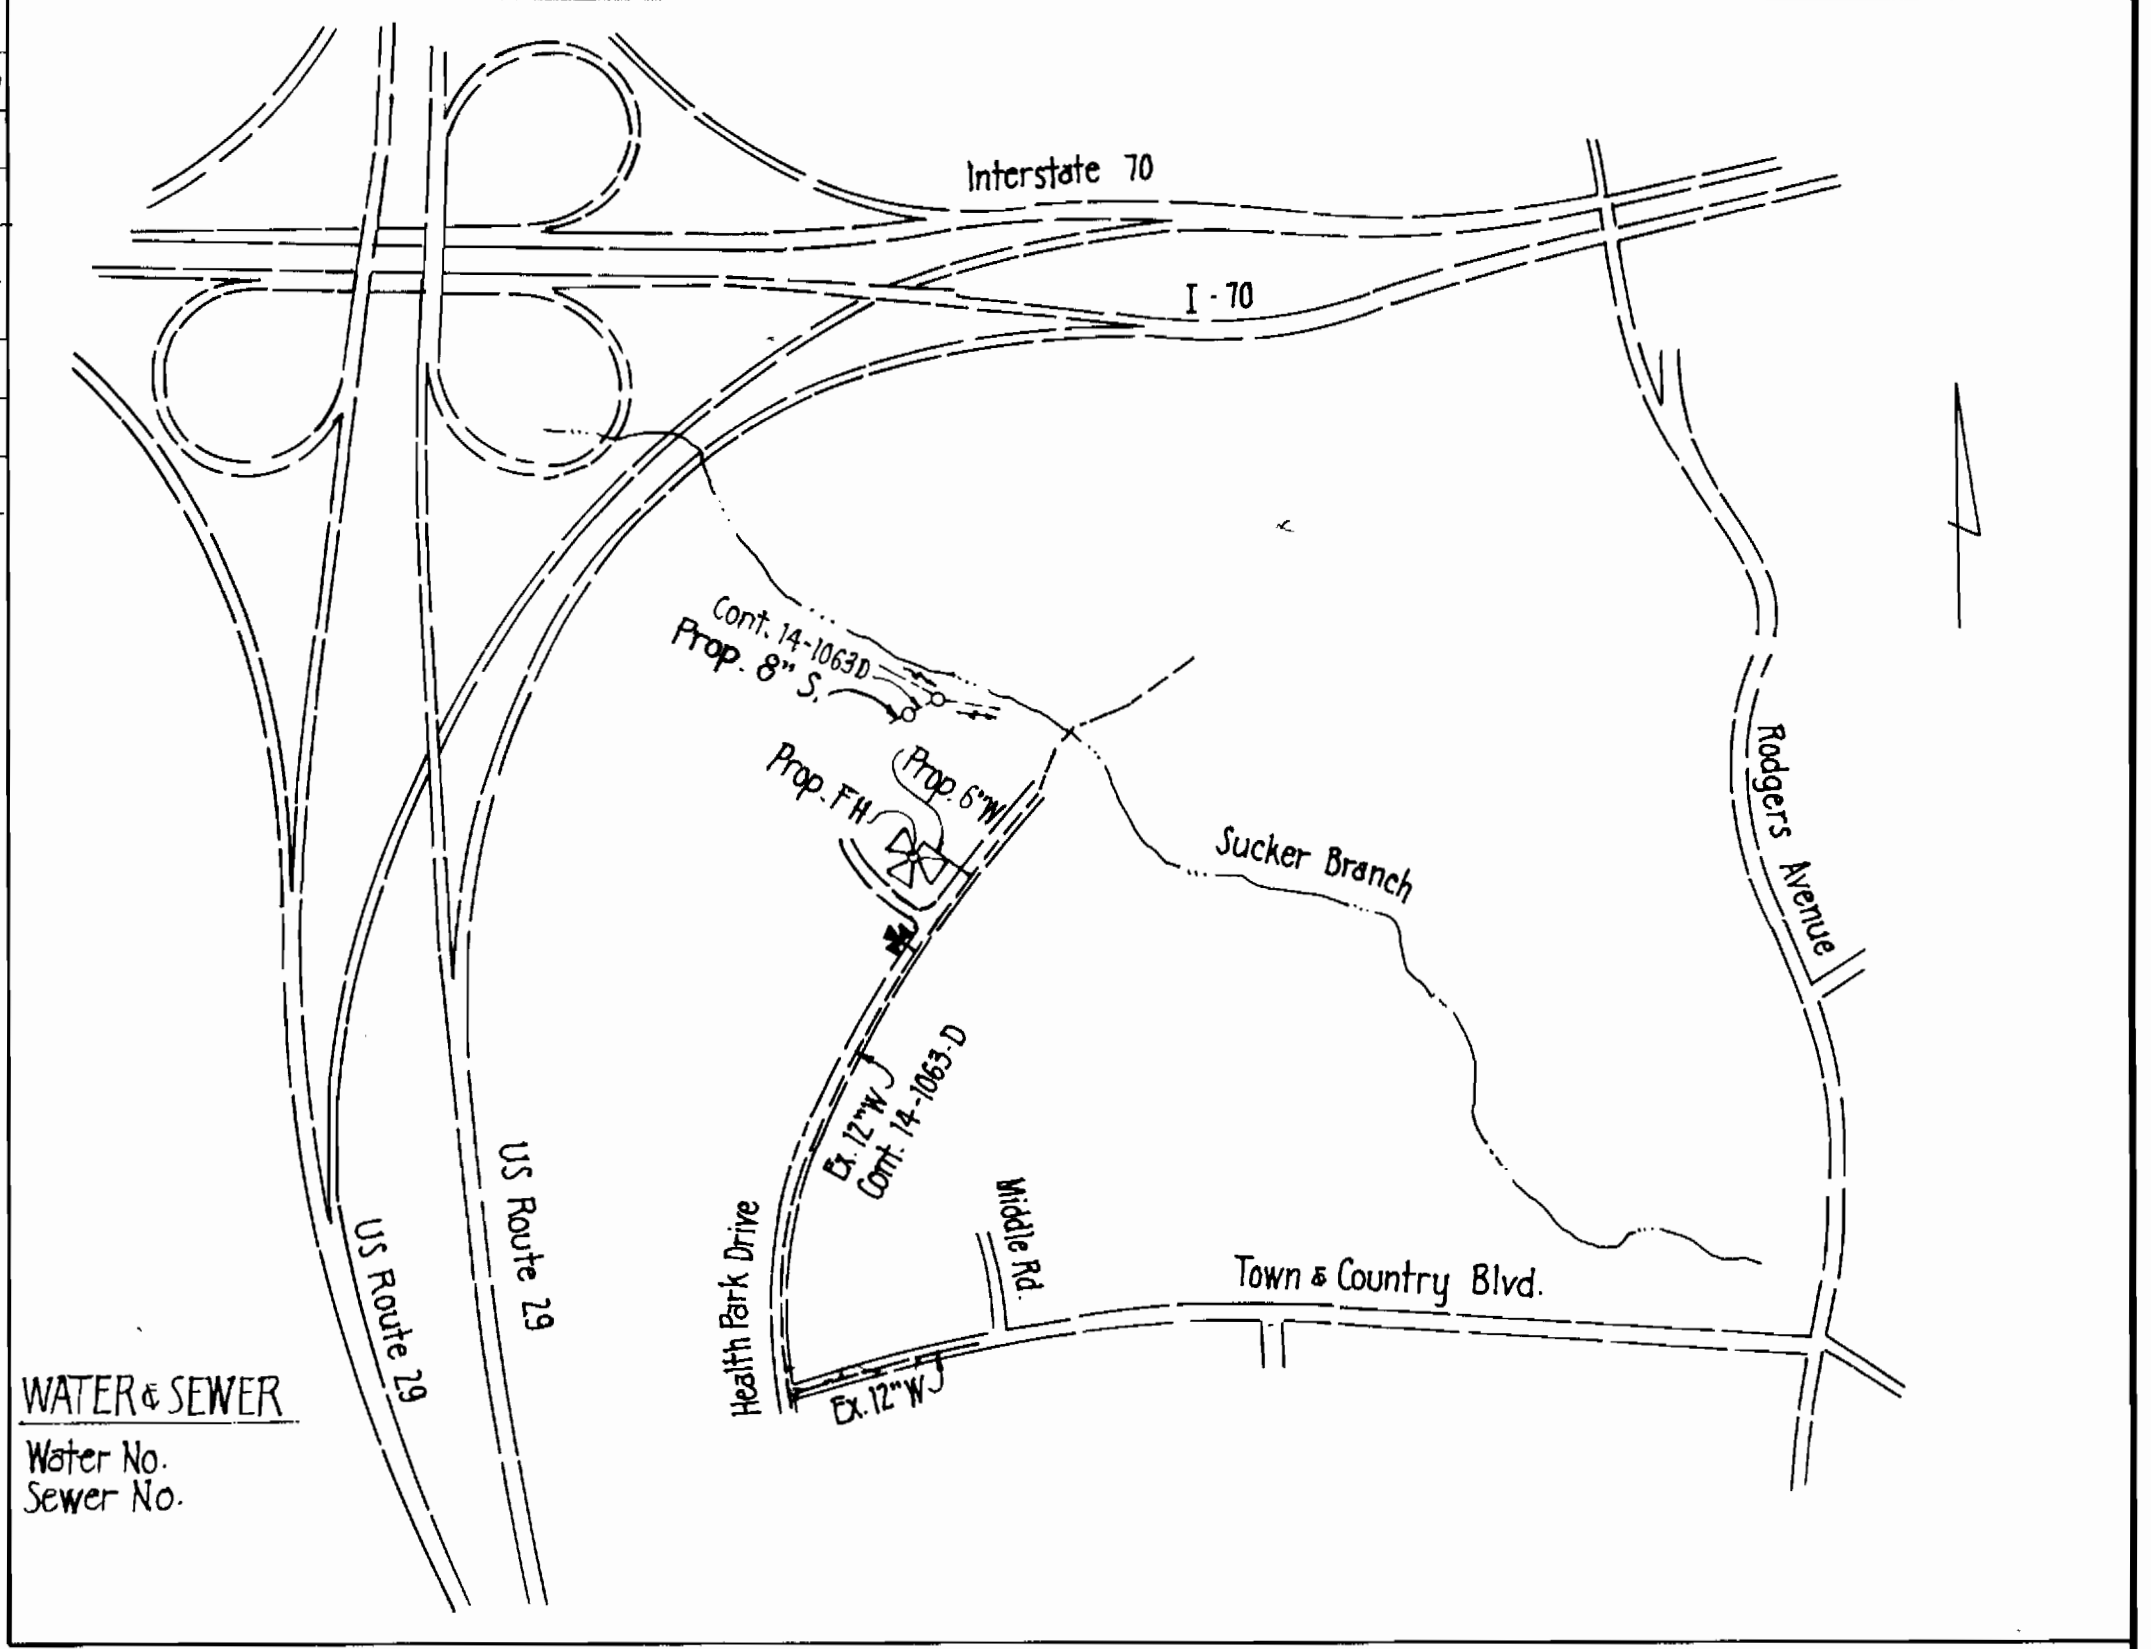 Interstate 70
I-70
Cont. 14-1063D
Prop. 8" S.
Prop. 6"W
Prop. FH
Rodgers Avenue
Sucker Branch
Ex. 12"W
Cont. 14-1063-D
Middle Rd.
Health Park Drive
US Route 29
US Route 29
Town & Country Blvd.
Ex. 12"W
WATER & SEWER
Water No.
Sewer No.